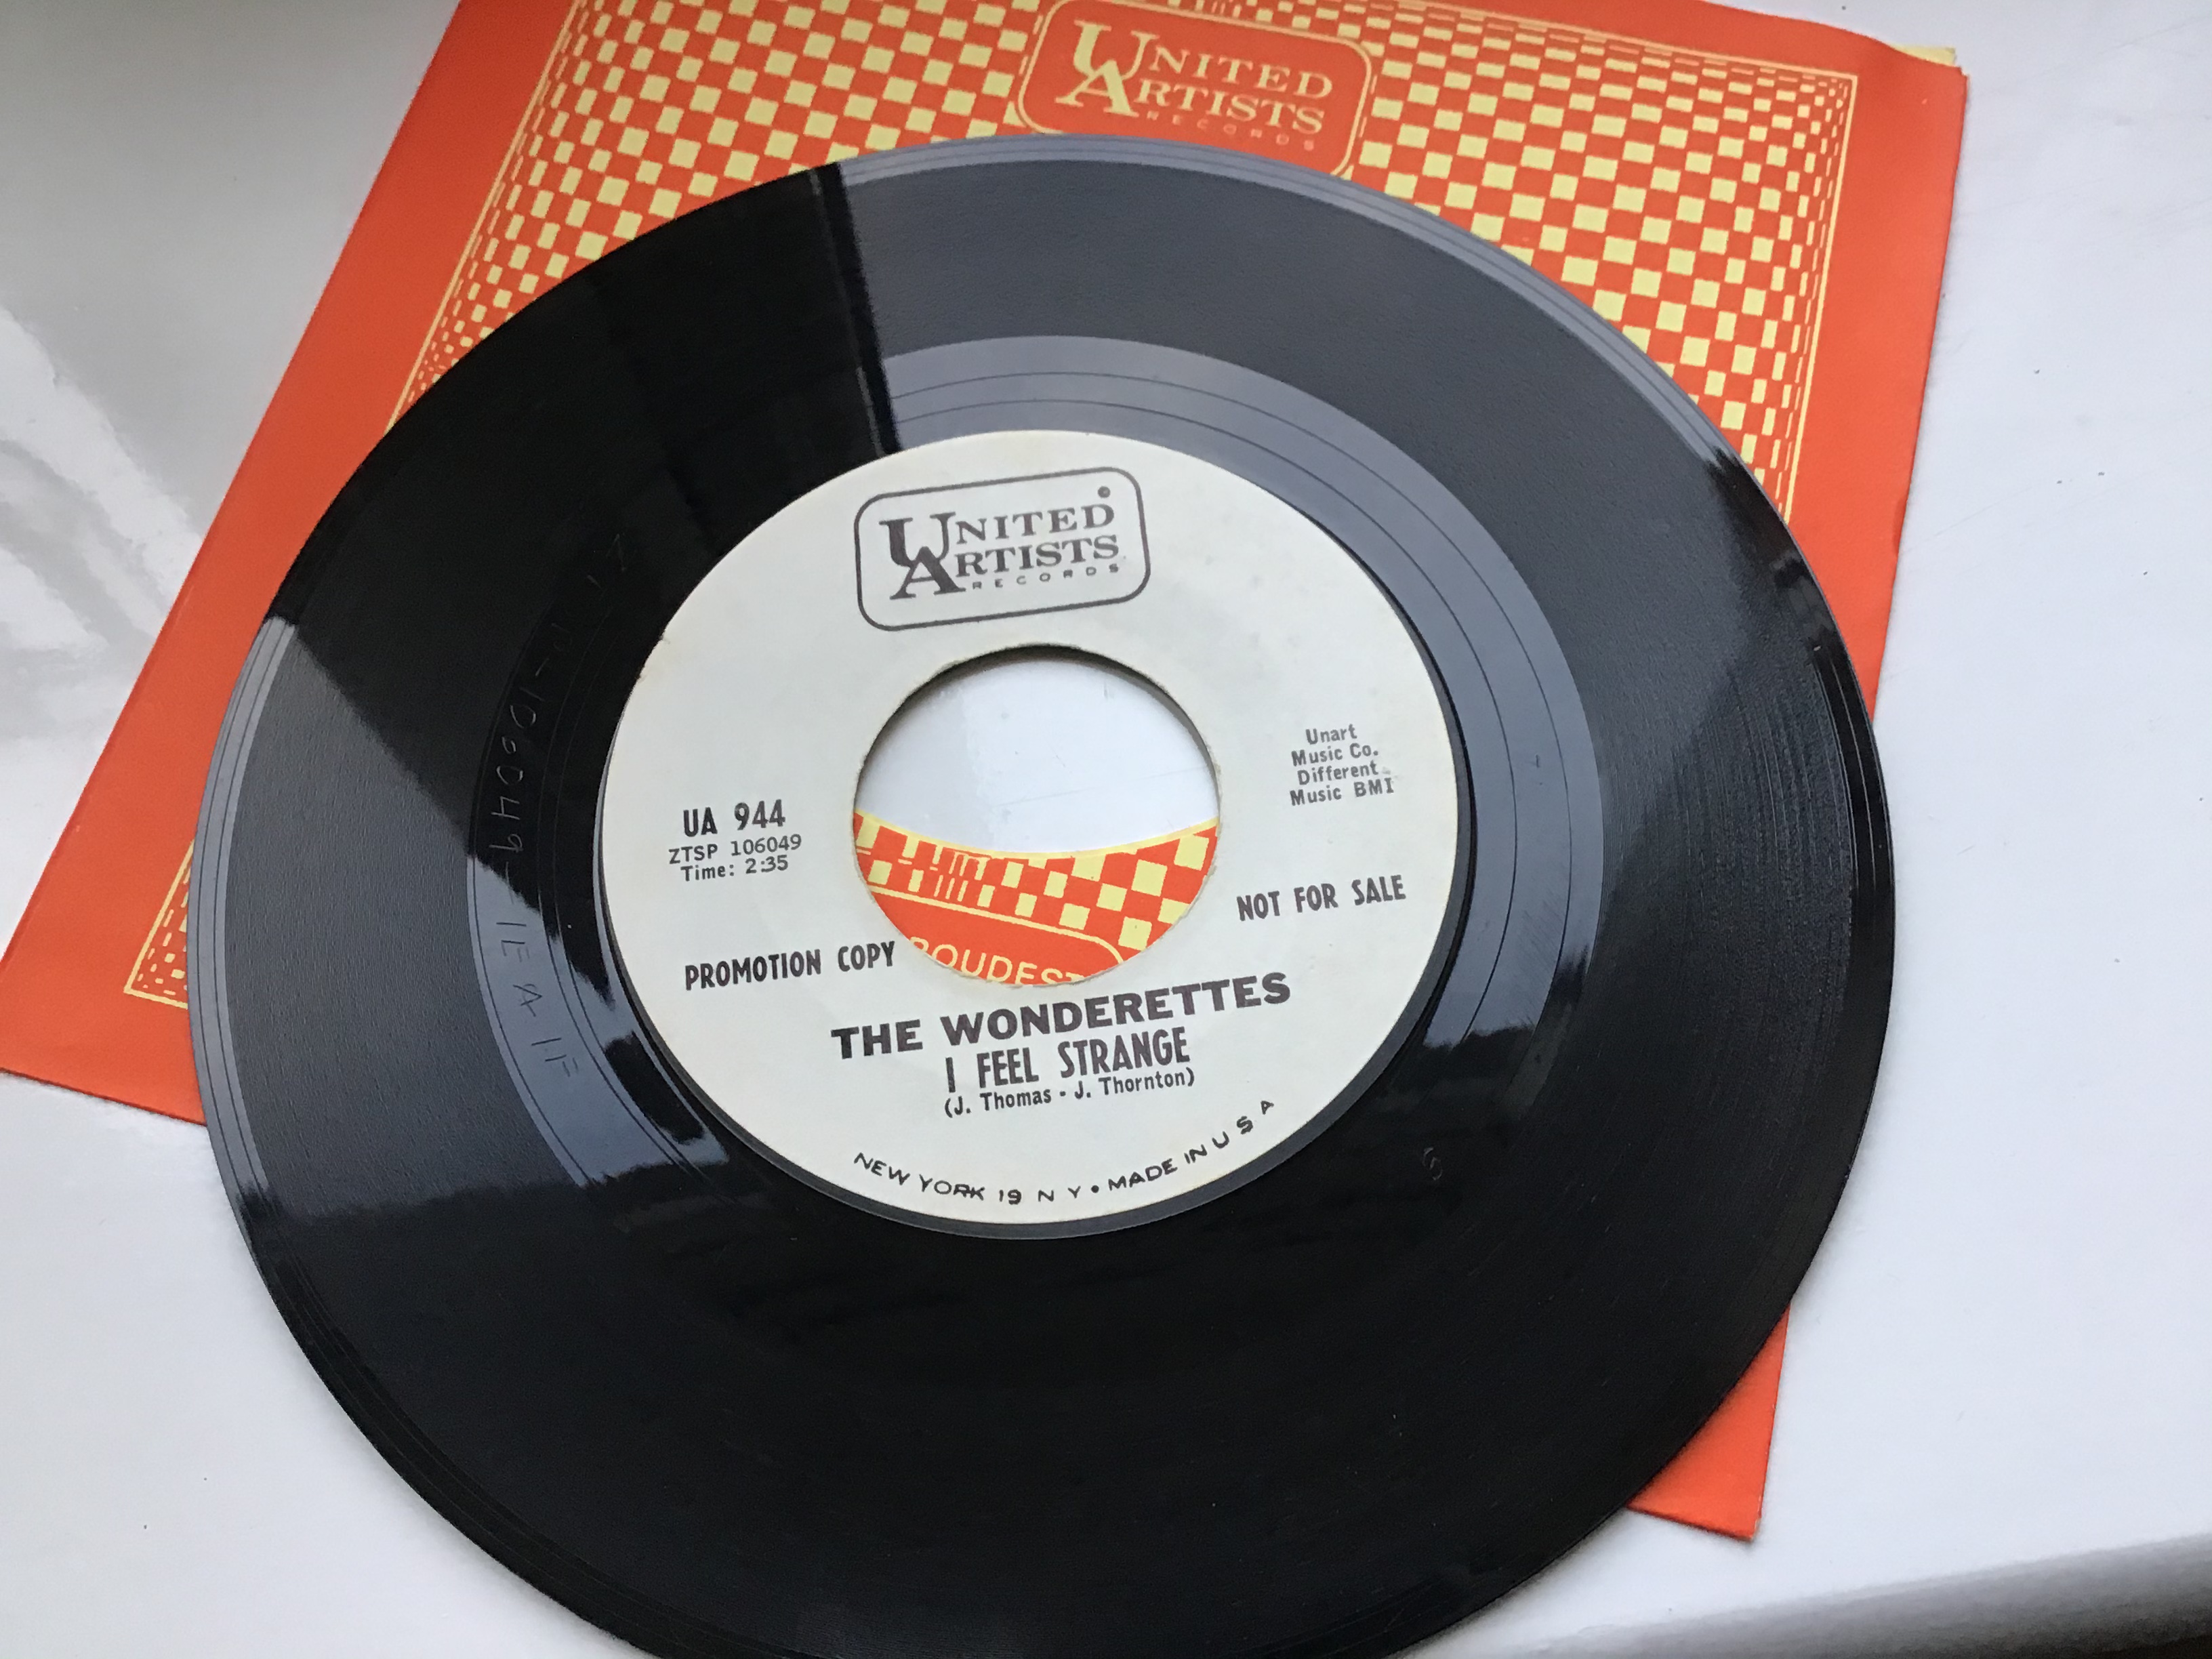 UNITED
ARTISTS
RECORDS
UNITED
ARTISTS
RECORDS
Unart
Music Co.
Different
Music BMI
UA 944
ZTSP 106049
Time: 2:35
NOT FOR SALE
PROMOTION COPY
THE WONDERETTES
I FEEL STRANGE
(J. Thomas - J. Thornton)
NEW YORK 19 N Y • MADE IN U S A